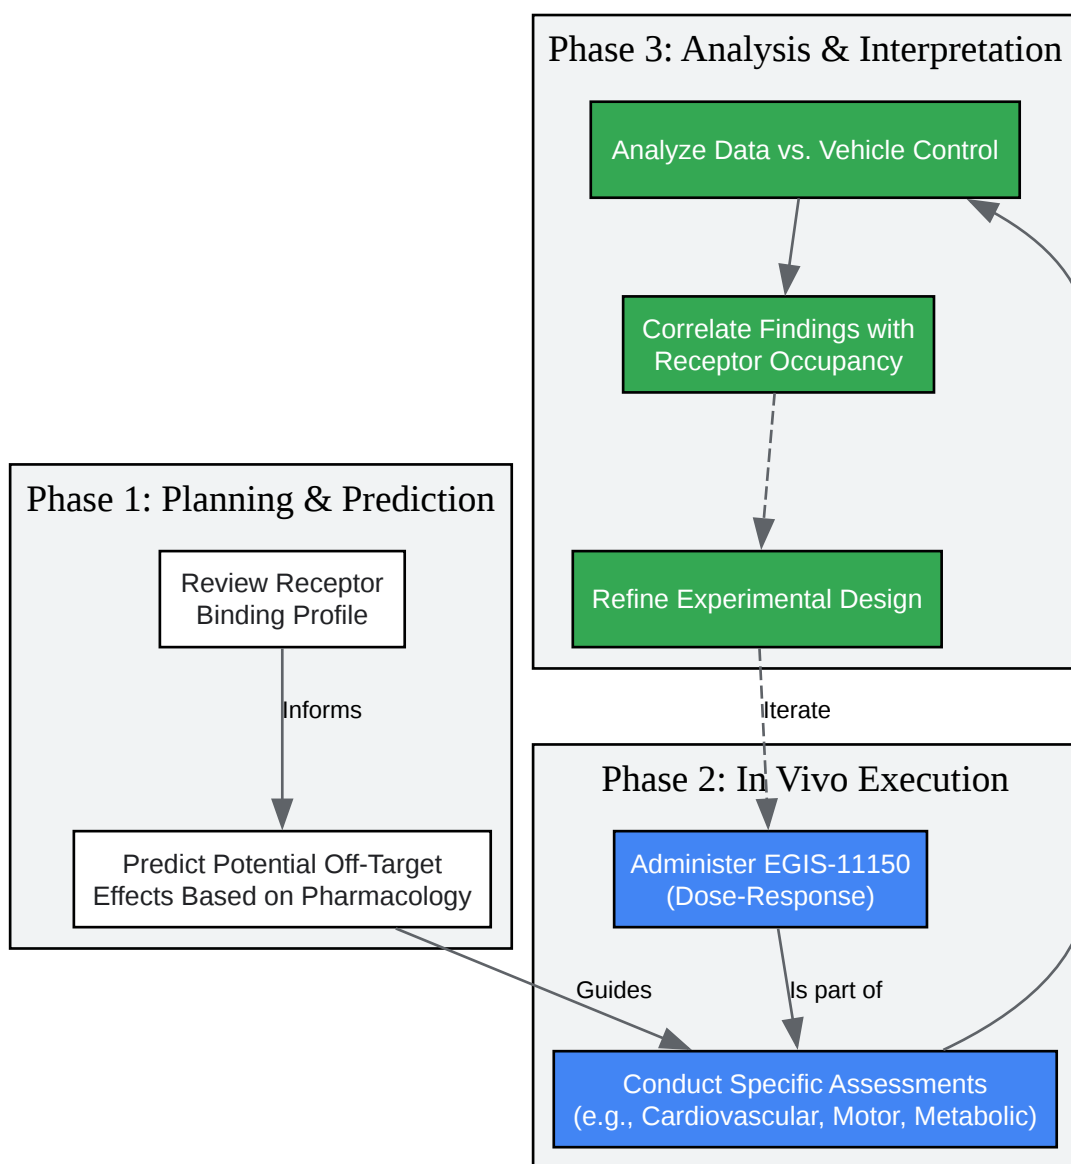 Phase 3: Analysis & Interpretation
Analyze Data vs. Vehicle Control
Correlate Findings with
Receptor Occupancy
Refine Experimental Design
Iterate
Phase 1: Planning & Prediction
Review Receptor
Binding Profile
Informs
Predict Potential Off-Target
Effects Based on Pharmacology
Guides
Phase 2: In Vivo Execution
Administer EGIS-11150
(Dose-Response)
Is part of
Conduct Specific Assessments
(e.g., Cardiovascular, Motor, Metabolic)